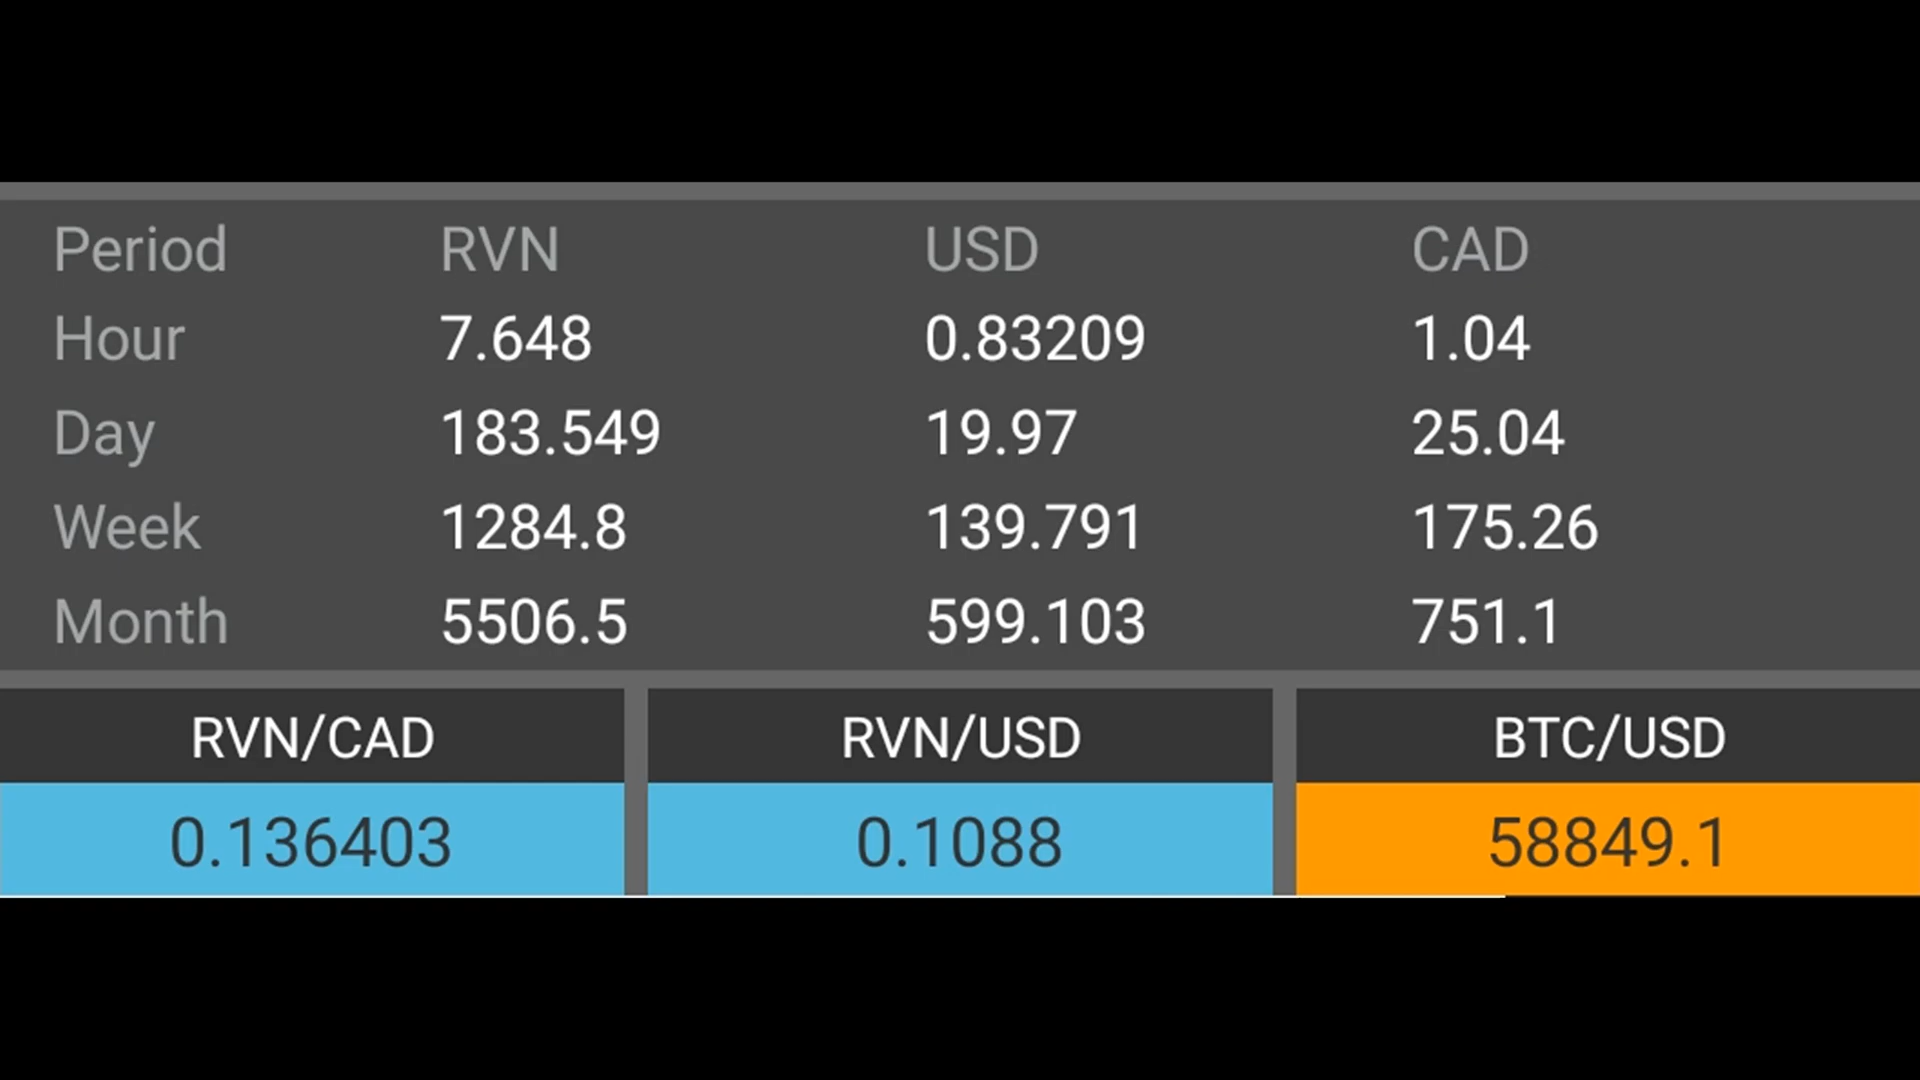 Period RVN USD CAD
Hour 7.648 0.83209 1.04
Day 183.549 19.97 25.04
Week 1284.8 139.791 175.26
Month 5506.5 599.103 751.1
RVN/CAD RVN/USD BTC/USD
0.136403 0.1088 58849.1